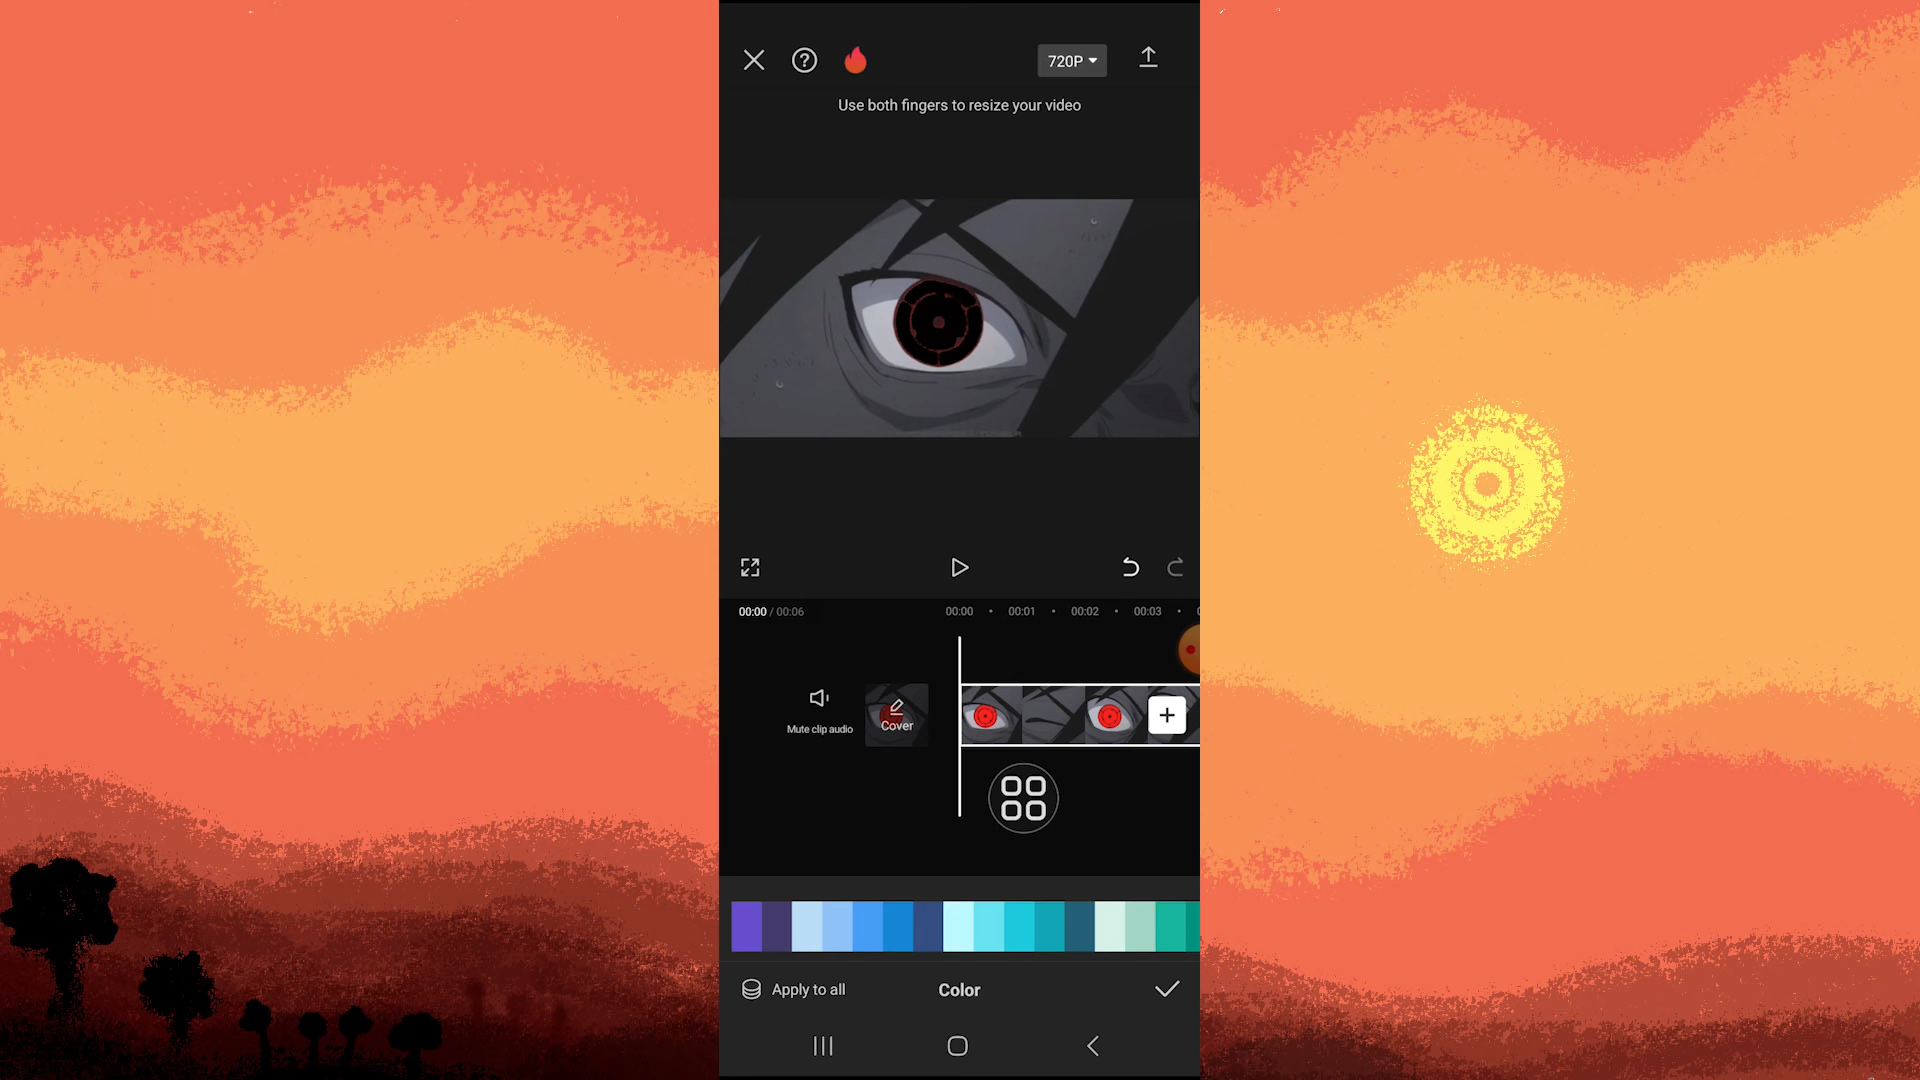 720P
Use both fingers to resize your video
00:00 / 00:06
00:00 • 00:01 • 00:02 • 00:03 •
Mute clip audio
Cover
Apply to all
Color